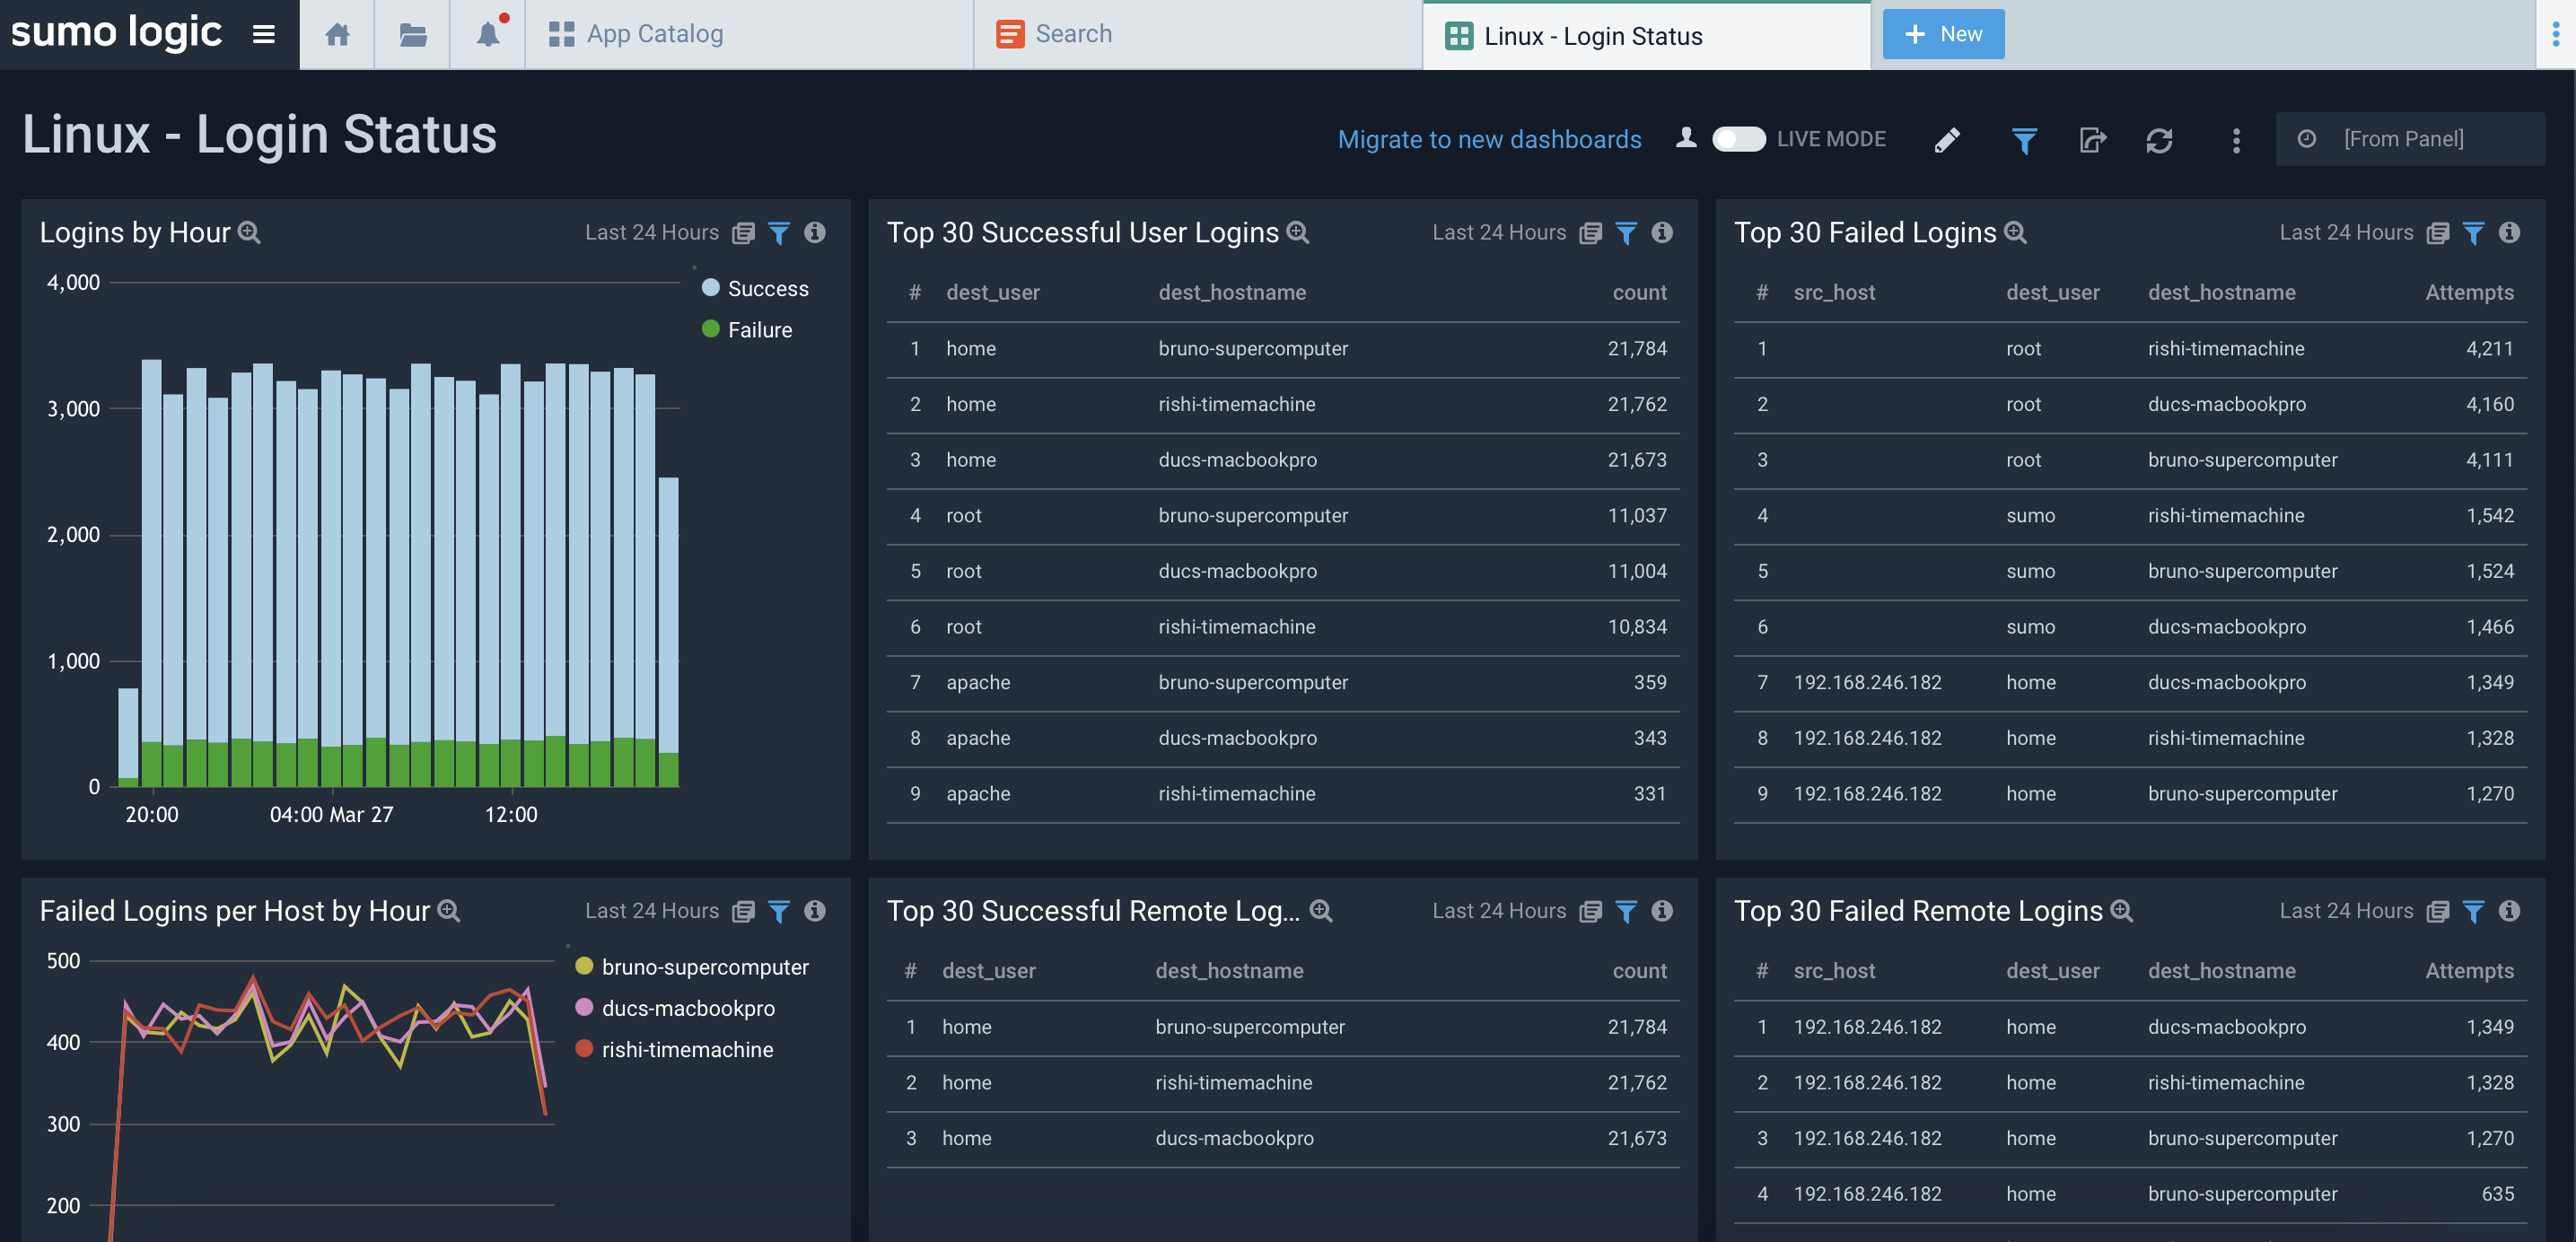 sumo logic
App Catalog
Search
Linux - Login Status
+ New
Linux - Login Status
Migrate to new dashboards
LIVE MODE
[From Panel]
Logins by Hour
Last 24 Hours
4,000
3,000
2,000
1,000
0
20:00
04:00 Mar 27
12:00
Success
Failure
Top 30 Successful User Logins
Last 24 Hours
# dest_user dest_hostname count
1 home bruno-supercomputer 21,784
2 home rishi-timemachine 21,762
3 home ducs-macbookpro 21,673
4 root bruno-supercomputer 11,037
5 root ducs-macbookpro 11,004
6 root rishi-timemachine 10,834
7 apache bruno-supercomputer 359
8 apache ducs-macbookpro 343
9 apache rishi-timemachine 331
Top 30 Failed Logins
Last 24 Hours
# src_host dest_user dest_hostname Attempts
1 root rishi-timemachine 4,211
2 root ducs-macbookpro 4,160
3 root bruno-supercomputer 4,111
4 sumo rishi-timemachine 1,542
5 sumo bruno-supercomputer 1,524
6 sumo ducs-macbookpro 1,466
7 192.168.246.182 home ducs-macbookpro 1,349
8 192.168.246.182 home rishi-timemachine 1,328
9 192.168.246.182 home bruno-supercomputer 1,270
Failed Logins per Host by Hour
Last 24 Hours
500
400
300
200
bruno-supercomputer
ducs-macbookpro
rishi-timemachine
Top 30 Successful Remote Log...
Last 24 Hours
# dest_user dest_hostname count
1 home bruno-supercomputer 21,784
2 home rishi-timemachine 21,762
3 home ducs-macbookpro 21,673
Top 30 Failed Remote Logins
Last 24 Hours
# src_host dest_user dest_hostname Attempts
1 192.168.246.182 home ducs-macbookpro 1,349
2 192.168.246.182 home rishi-timemachine 1,328
3 192.168.246.182 home bruno-supercomputer 1,270
4 192.168.246.182 home bruno-supercomputer 635